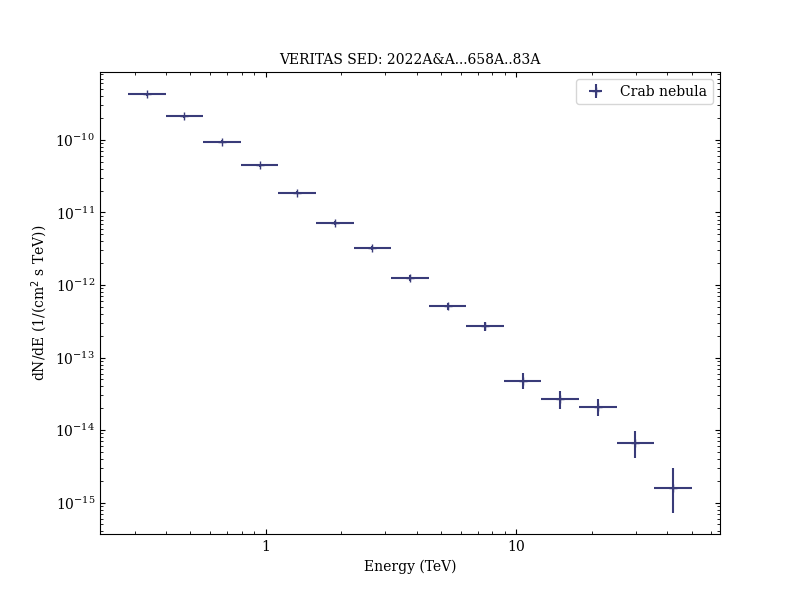 VERITAS SED: 2022A&A...658A..83A
Crab nebula
dN/dE (1/(cm² s TeV))
10⁻¹⁰
10⁻¹¹
10⁻¹²
10⁻¹³
10⁻¹⁴
10⁻¹⁵
1 10
Energy (TeV)